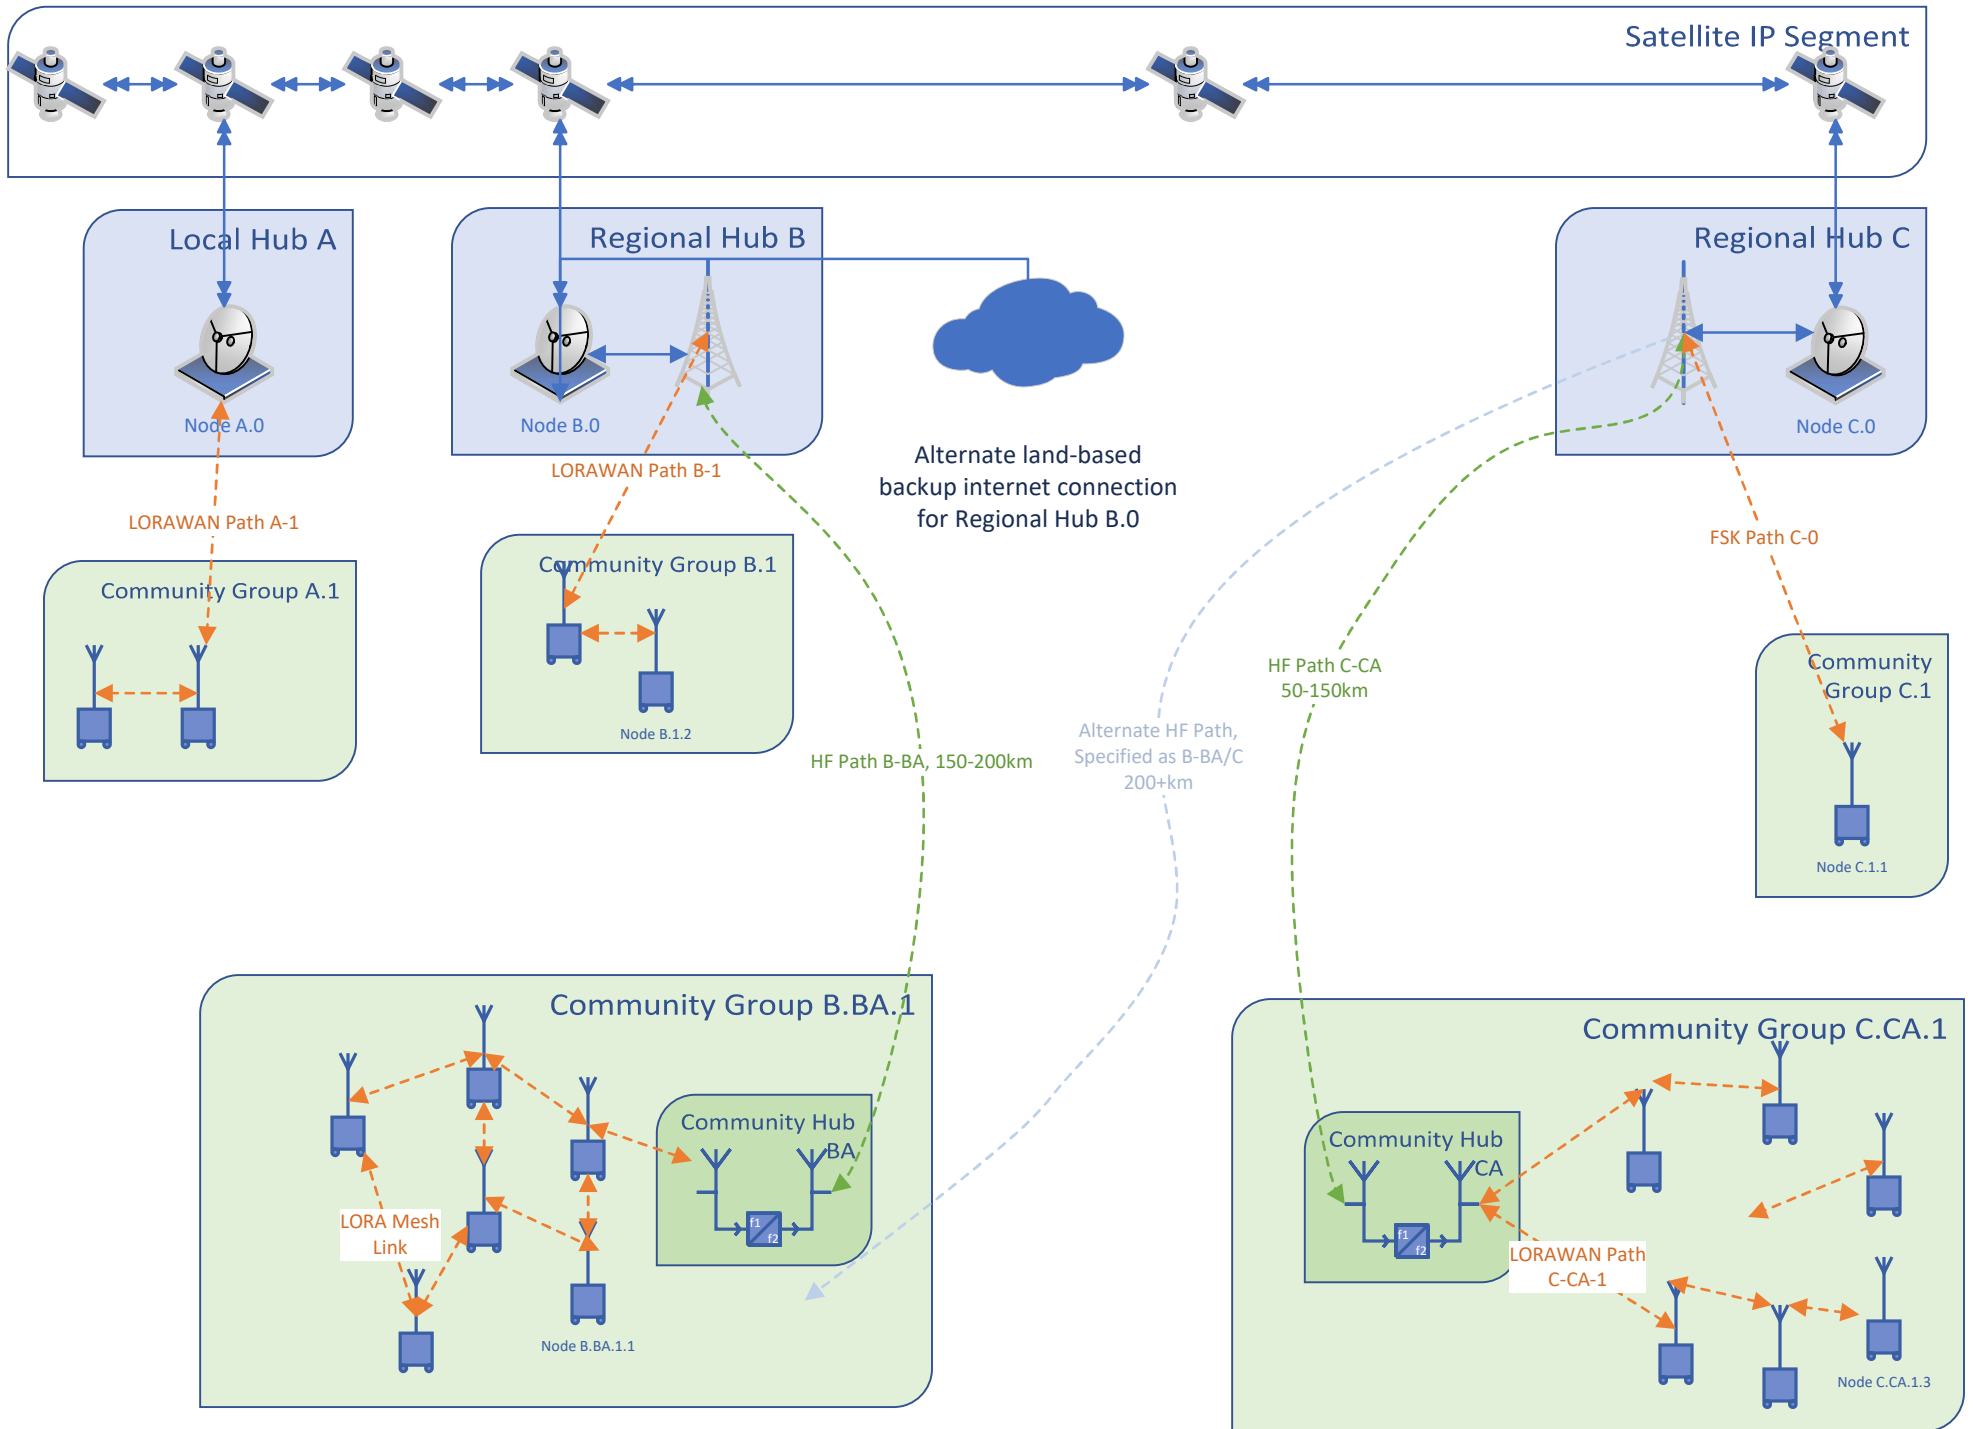 Satellite IP Segment
Local Hub A
Regional Hub B
Regional Hub C
Node A.0
Node B.0
Node C.0
Alternate land-based
backup internet connection
for Regional Hub B.0
LORAWAN Path B-1
LORAWAN Path A-1
FSK Path C-0
Community Group A.1
Community Group B.1
Node B.1.2
Community
Group C.1
Node C.1.1
HF Path C-CA
50-150km
HF Path B-BA, 150-200km
Alternate HF Path,
Specified as B-BA/C
200+km
Community Group B.BA.1
Community Hub
BA
f1
f2
LORA Mesh
Link
Node B.BA.1.1
Community Group C.CA.1
Community Hub
CA
f1
f2
LORAWAN Path
C-CA-1
Node C.CA.1.3